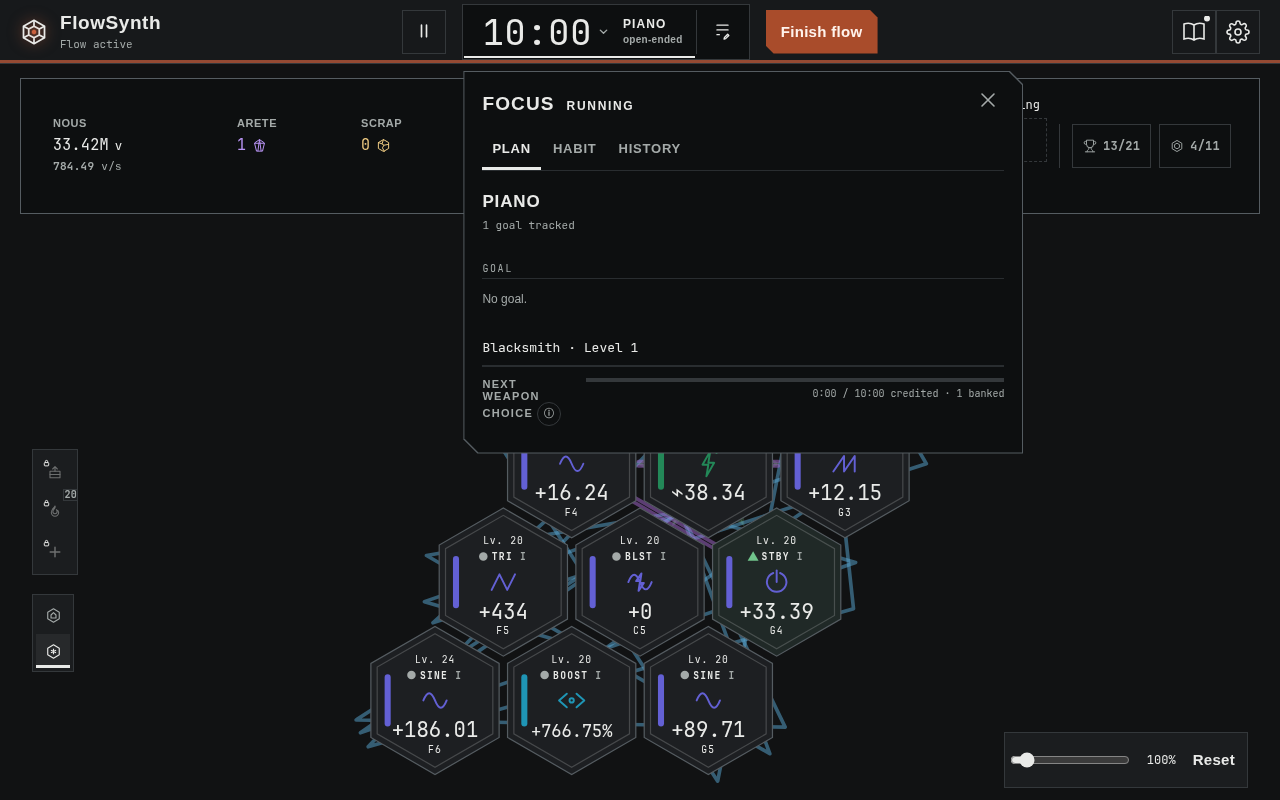 FlowSynth
Flow active
10:00
PIANO
open-ended
Finish flow
NOUS
33.42M v
784.49 v/s
ARETE
1
SCRAP
0
13/21
4/11
FOCUS RUNNING
PLAN HABIT HISTORY
PIANO
1 goal tracked
GOAL
No goal.
Blacksmith · Level 1
NEXT WEAPON CHOICE
0:00 / 10:00 credited · 1 banked
20
+16.24
F4
38.34
+12.15
G3
Lv. 20
TRI I
+434
F5
Lv. 20
BLST I
+0
C5
Lv. 20
STBY I
+33.39
G4
Lv. 24
SINE I
+186.01
F6
Lv. 20
BOOST I
+766.75%
Lv. 20
SINE I
+89.71
G5
100%
Reset